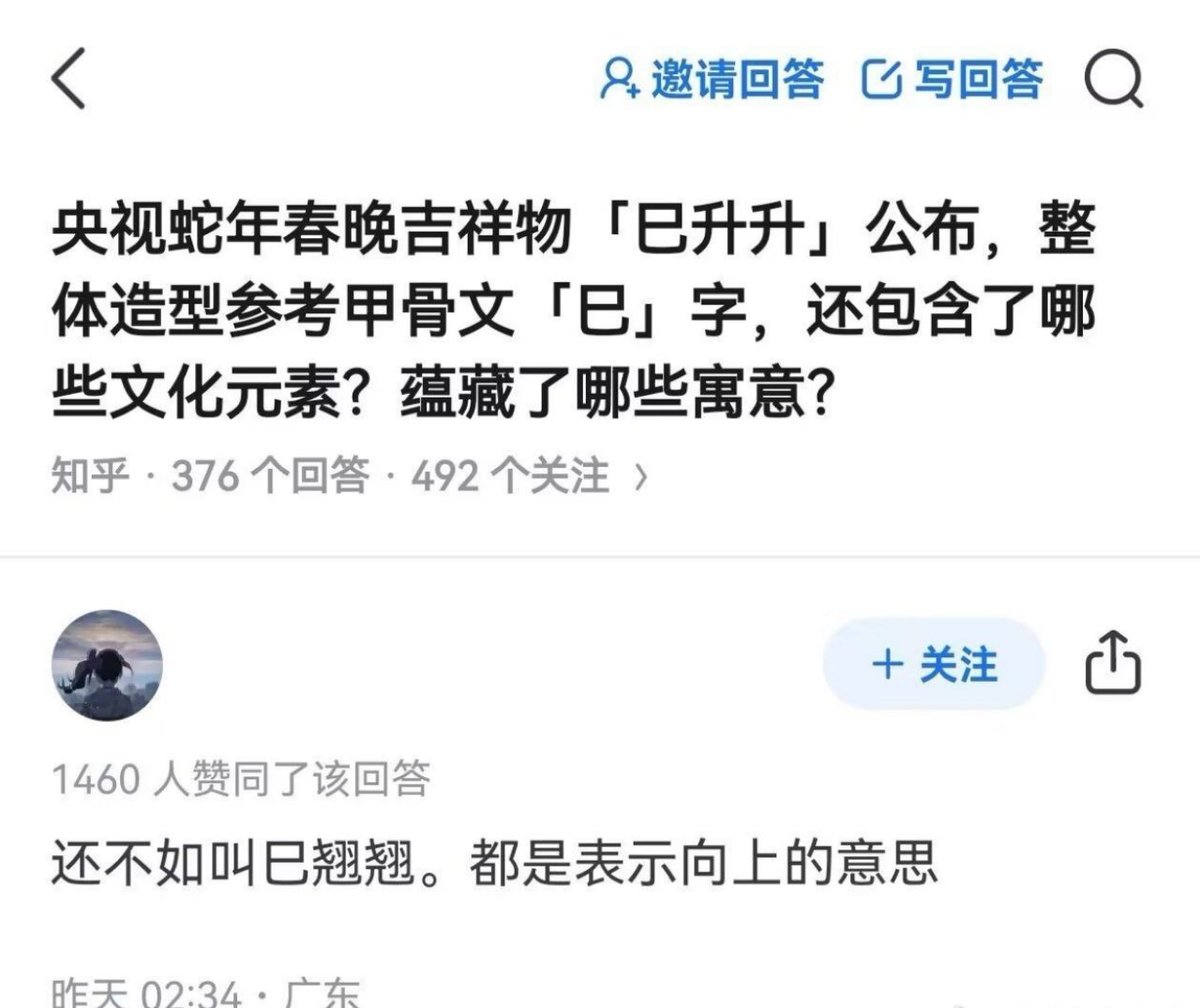 邀请回答 写回答
央视蛇年春晚吉祥物「巳升升」公布，整
体造型参考甲骨文「巳」字，还包含了哪
些文化元素？蕴藏了哪些寓意？
知乎 · 376 个回答 · 492 个关注 >
+ 关注
1460 人赞同了该回答
还不如叫巳翘翘。都是表示向上的意思
昨天 02:34 · 广东